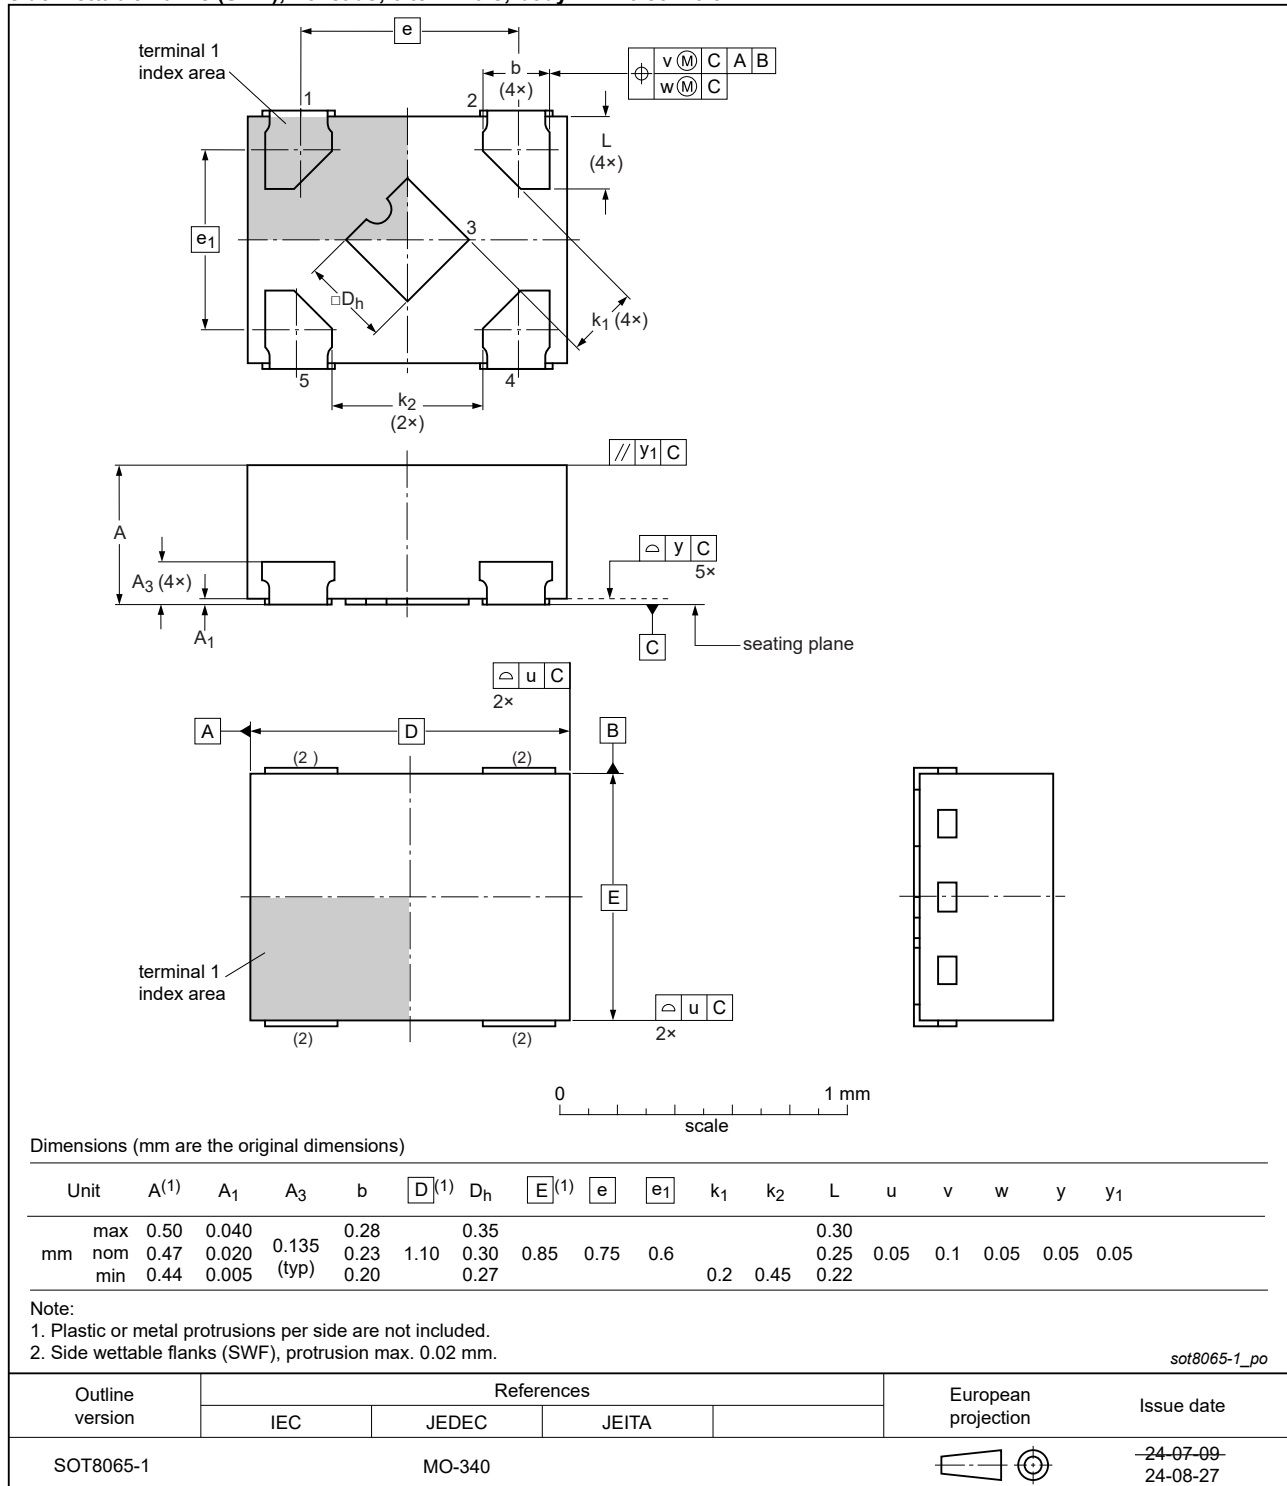 e
terminal 1
index area
b
(4×)
v Ⓜ C A B
w Ⓜ C
1
2
L
(4×)
e1
3
□Dh
k1 (4×)
5
4
k2
(2×)
// y1 C
A
y C
5×
A3 (4×)
A1
C
seating plane
u C
2×
A
D
B
(2 )
(2)
E
terminal 1
index area
u C
2×
(2)
(2)
0
1 mm
scale
Dimensions (mm are the original dimensions)
Unit A(1) A1 A3 b D(1) Dh E(1) e e1 k1 k2 L u v w y y1
max 0.50 0.040 0.28 0.35 0.30
mm nom 0.47 0.020 0.135 (typ) 0.23 1.10 0.30 0.85 0.75 0.6 0.25 0.05 0.1 0.05 0.05 0.05
min 0.44 0.005 0.20 0.27 0.2 0.45 0.22
Note:
1. Plastic or metal protrusions per side are not included.
2. Side wettable flanks (SWF), protrusion max. 0.02 mm.
sot8065-1_po
Outline version
References
European projection
Issue date
IEC JEDEC JEITA
SOT8065-1
MO-340
24-07-09
24-08-27